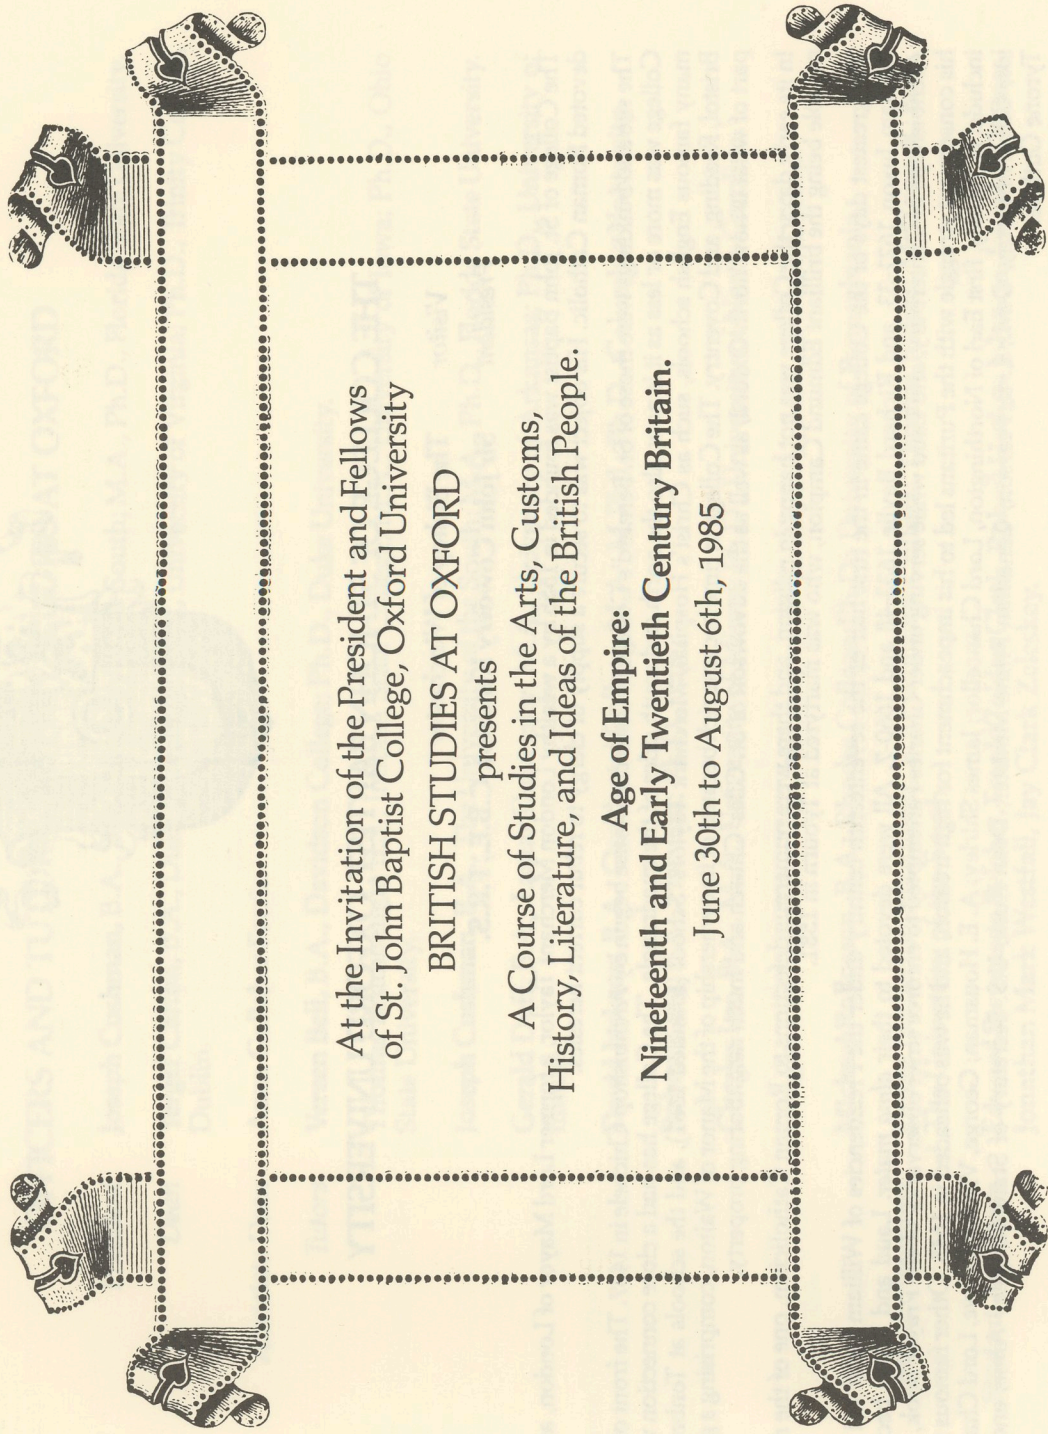 At the Invitation of the President and Fellows
of St. John Baptist College, Oxford University
BRITISH STUDIES AT OXFORD
presents
A Course of Studies in the Arts, Customs,
History, Literature, and Ideas of the British People.
Age of Empire:
Nineteenth and Early Twentieth Century Britain.
June 30th to August 6th, 1985